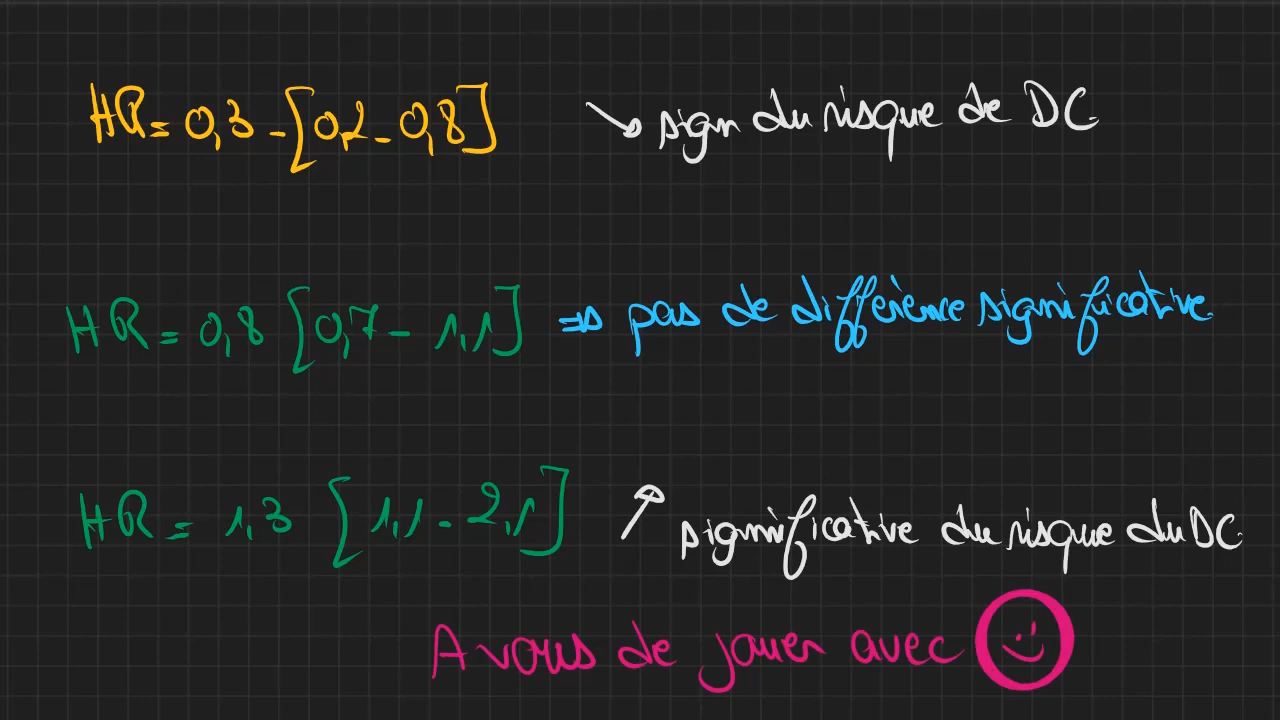 HR = 0,3 - [0,2 - 0,8] ↘ sign du risque de DC
HR = 0,8 [0,7 - 1,1] ⇒ pas de différence significative
HR = 1,3 [1,1 - 2,1] ↗ significative du risque du DC
A vous de jouer avec